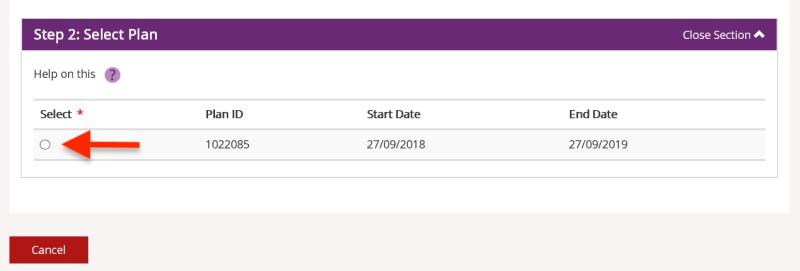 Step 2: Select Plan Close Section
Help on this ?
Select * Plan ID Start Date End Date
1022085 27/09/2018 27/09/2019
Cancel